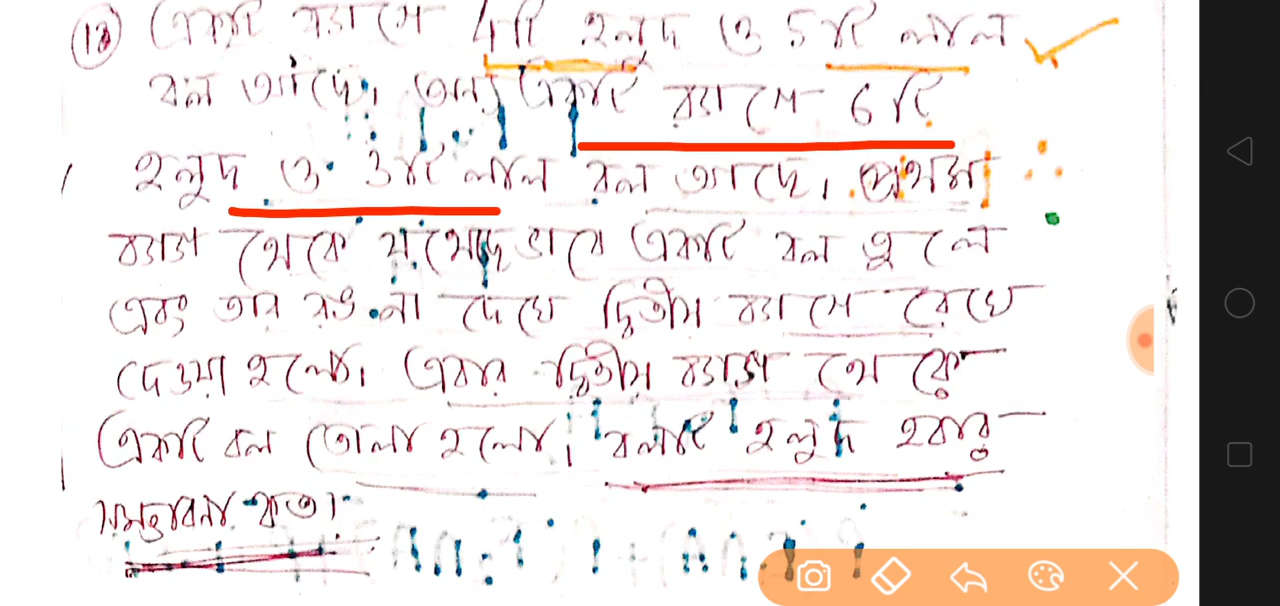 (13) একটি ব্যাগে 4টি হলুদ ও 5টি লাল
বল আছে। অন্য একটি ব্যাগে 6টি
হলুদ ও 3টি লাল বল আছে। প্রথম
ব্যাগ থেকে যথেচ্ছভাবে একটি বল তুলে
এবং তার রঙ না দেখে দ্বিতীয় ব্যাগে রেখে
দেওয়া হলো। এবার দ্বিতীয় ব্যাগ থেকে
একটি বল তোলা হলো। বলটি হলুদ হবার
সম্ভাবনা কত।